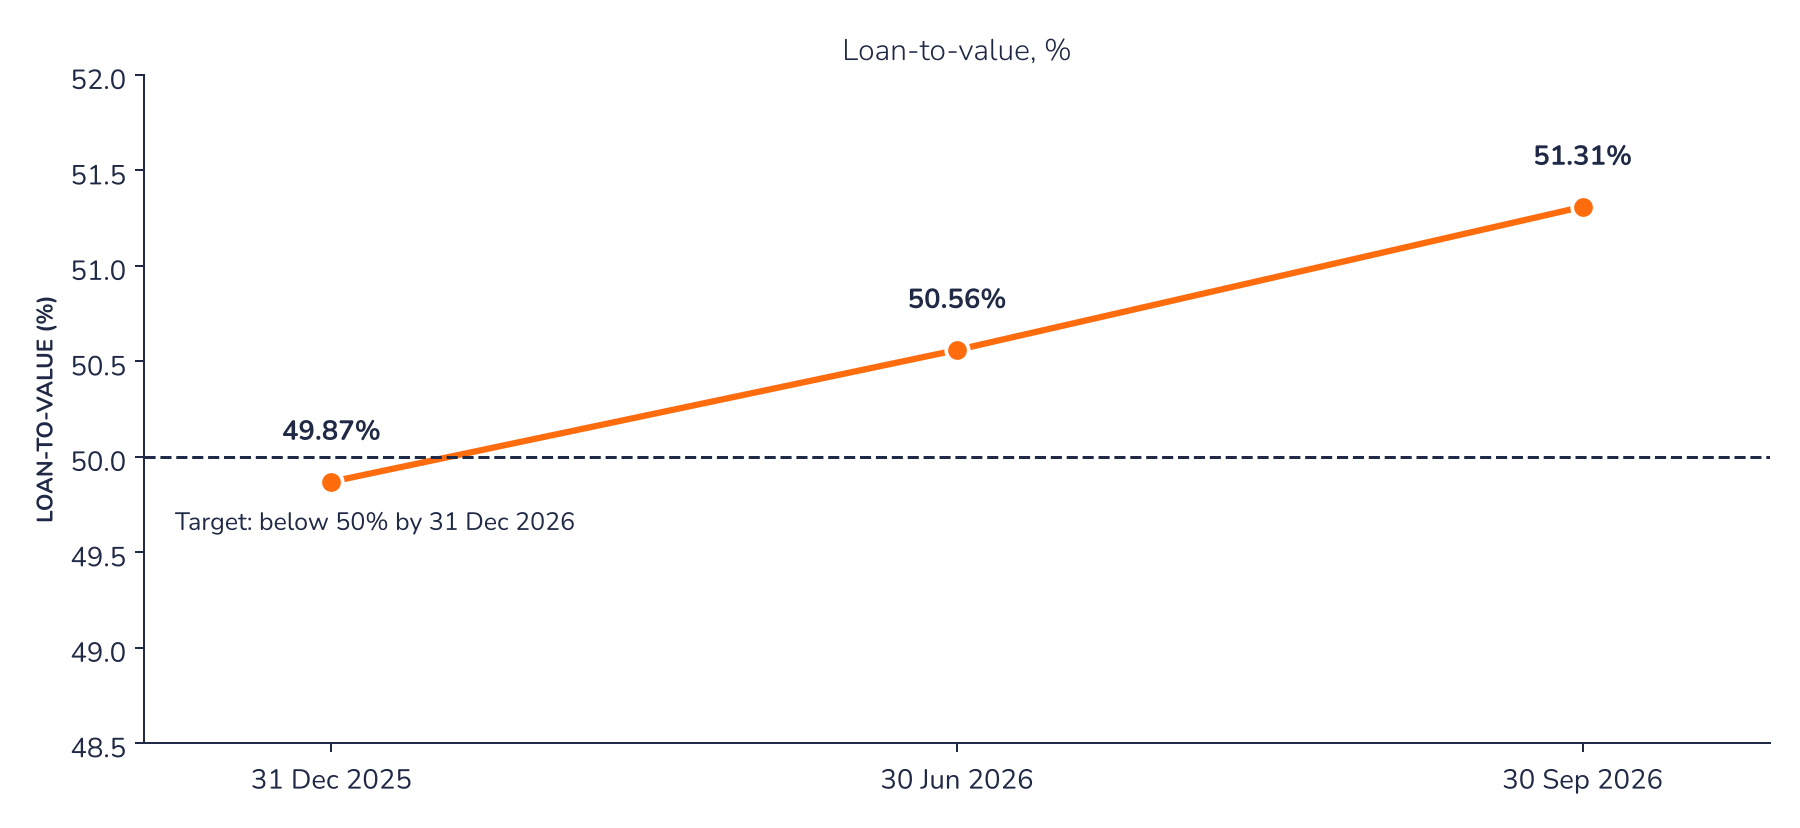 Loan-to-value, %
LOAN-TO-VALUE (%)
52.0
51.5
51.0
50.5
50.0
49.5
49.0
48.5
49.87%
50.56%
51.31%
Target: below 50% by 31 Dec 2026
31 Dec 2025
30 Jun 2026
30 Sep 2026